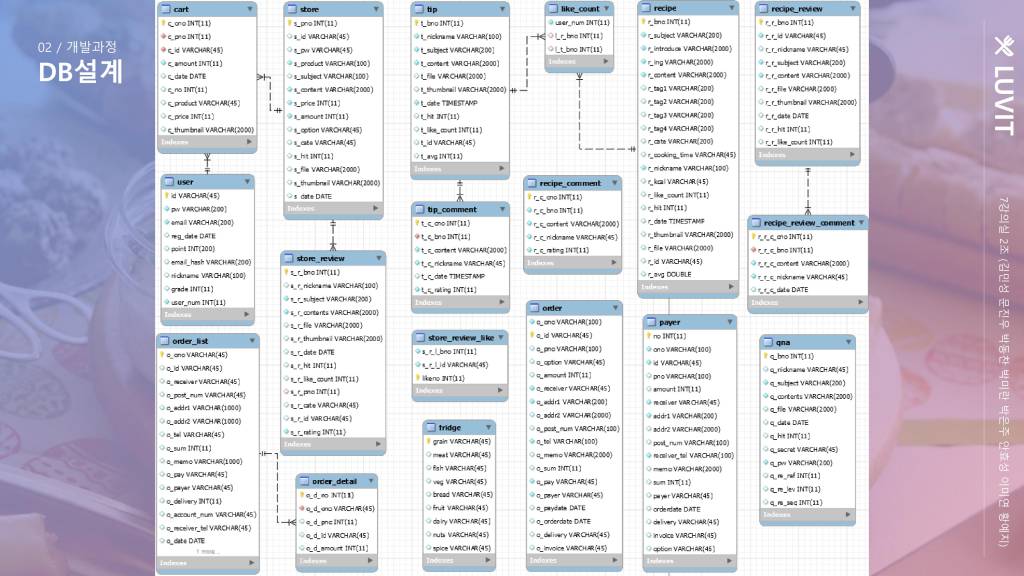 02 / 개발과정
DB설계
cart
c_cno INT(11)
c_pno INT(11)
c_id VARCHAR(45)
c_amount INT(11)
c_date DATE
c_no INT(11)
c_product VARCHAR(45)
c_price INT(11)
c_thumbnail VARCHAR(2000)
Indexes
user
id VARCHAR(45)
pw VARCHAR(200)
email VARCHAR(200)
reg_date DATE
point INT(200)
email_hash VARCHAR(200)
nickname VARCHAR(100)
grade INT(11)
user_num INT(11)
Indexes
order_list
o_ono VARCHAR(45)
o_id VARCHAR(45)
o_receiver VARCHAR(45)
o_post_num VARCHAR(45)
o_addr1 VARCHAR(1000)
o_addr2 VARCHAR(1000)
o_tel VARCHAR(45)
o_sum INT(11)
o_memo VARCHAR(1000)
o_pay VARCHAR(45)
o_payer VARCHAR(45)
o_delivery INT(11)
o_account_num VARCHAR(45)
o_receiver_tel VARCHAR(45)
o_date DATE
1 more...
Indexes
store
s_pno INT(11)
s_id VARCHAR(45)
s_pw VARCHAR(45)
s_product VARCHAR(100)
s_subject VARCHAR(100)
s_content VARCHAR(2000)
s_price INT(11)
s_amount INT(11)
s_option VARCHAR(45)
s_cate VARCHAR(45)
s_hit INT(11)
s_file VARCHAR(2000)
s_thumbnail VARCHAR(2000)
s_date DATE
Indexes
store_review
s_r_bno INT(11)
s_r_nickname VARCHAR(100)
s_r_subject VARCHAR(200)
s_r_contents VARCHAR(2000)
s_r_file VARCHAR(2000)
s_r_thumbnail VARCHAR(2000)
s_r_date DATE
s_r_hit INT(11)
s_r_like_count INT(11)
s_r_pno INT(11)
s_r_cate VARCHAR(45)
s_r_id VARCHAR(45)
s_r_rating INT(11)
Indexes
order_detail
o_d_no INT(11)
o_d_ono VARCHAR(45)
o_d_pno INT(11)
o_d_id VARCHAR(45)
o_d_amount INT(11)
Indexes
tip
t_bno INT(11)
t_nickname VARCHAR(100)
t_subject VARCHAR(200)
t_content VARCHAR(2000)
t_file VARCHAR(2000)
t_thumbnail VARCHAR(2000)
t_date TIMESTAMP
t_hit INT(11)
t_like_count INT(11)
t_id VARCHAR(45)
t_avg INT(11)
Indexes
tip_comment
t_c_cno INT(11)
t_c_bno INT(11)
t_c_content VARCHAR(2000)
t_c_nickname VARCHAR(45)
t_c_date TIMESTAMP
t_c_rating INT(11)
Indexes
store_review_like
s_r_l_bno INT(11)
s_r_l_id VARCHAR(45)
likeno INT(11)
Indexes
fridge
grain VARCHAR(45)
meat VARCHAR(45)
fish VARCHAR(45)
veg VARCHAR(45)
bread VARCHAR(45)
fruit VARCHAR(45)
dairy VARCHAR(45)
nuts VARCHAR(45)
spice VARCHAR(45)
Indexes
like_count
user_num INT(11)
l_r_bno INT(11)
l_t_bno INT(11)
Indexes
recipe_comment
r_c_cno INT(11)
r_c_bno INT(11)
r_c_content VARCHAR(2000)
r_c_nickname VARCHAR(45)
r_c_rating INT(11)
Indexes
order
o_ono VARCHAR(100)
o_id VARCHAR(45)
o_pno VARCHAR(100)
o_option VARCHAR(45)
o_amount INT(11)
o_receiver VARCHAR(45)
o_addr1 VARCHAR(200)
o_addr2 VARCHAR(2000)
o_post_num VARCHAR(100)
o_tel VARCHAR(100)
o_memo VARCHAR(2000)
o_sum INT(11)
o_pay VARCHAR(45)
o_payer VARCHAR(45)
o_paydate DATE
o_orderdate DATE
o_delivery VARCHAR(45)
o_invoice VARCHAR(45)
Indexes
recipe
r_bno INT(11)
r_subject VARCHAR(200)
r_introduce VARCHAR(2000)
r_ing VARCHAR(2000)
r_content VARCHAR(2000)
r_tag1 VARCHAR(200)
r_tag2 VARCHAR(200)
r_tag3 VARCHAR(200)
r_tag4 VARCHAR(200)
r_cate VARCHAR(200)
r_cooking_time VARCHAR(45)
r_nickname VARCHAR(100)
r_kcal VARCHAR(45)
r_like_count INT(11)
r_hit INT(11)
r_date TIMESTAMP
r_thumbnail VARCHAR(2000)
r_file VARCHAR(2000)
r_id VARCHAR(45)
r_avg DOUBLE
Indexes
payer
no INT(11)
ono VARCHAR(100)
id VARCHAR(45)
pno VARCHAR(100)
amount INT(11)
receiver VARCHAR(45)
addr1 VARCHAR(200)
addr2 VARCHAR(2000)
post_num VARCHAR(100)
receiver_tel VARCHAR(100)
memo VARCHAR(2000)
sum INT(11)
payer VARCHAR(45)
orderdate DATE
delivery VARCHAR(45)
invoice VARCHAR(45)
option VARCHAR(45)
Indexes
recipe_review
r_r_bno INT(11)
r_r_id VARCHAR(45)
r_r_nickname VARCHAR(45)
r_r_subject VARCHAR(200)
r_r_content VARCHAR(2000)
r_r_file VARCHAR(2000)
r_r_thumbnail VARCHAR(2000)
r_r_date DATE
r_r_hit INT(11)
r_r_like_count INT(11)
Indexes
recipe_review_comment
r_r_c_cno INT(11)
r_r_c_bno INT(11)
r_r_c_content VARCHAR(2000)
r_r_c_nickname VARCHAR(45)
r_r_c_date DATE
Indexes
qna
q_bno INT(11)
q_nickname VARCHAR(45)
q_subject VARCHAR(200)
q_contents VARCHAR(2000)
q_file VARCHAR(2000)
q_date DATE
q_hit INT(11)
q_secret VARCHAR(45)
q_pw VARCHAR(200)
q_re_ref INT(11)
q_re_lev INT(11)
q_re_seq INT(11)
Indexes
LUVIT
7강의실 2조 (김민성 문진우 박동찬 박미란 박은주 안효성 이미연 황예지)